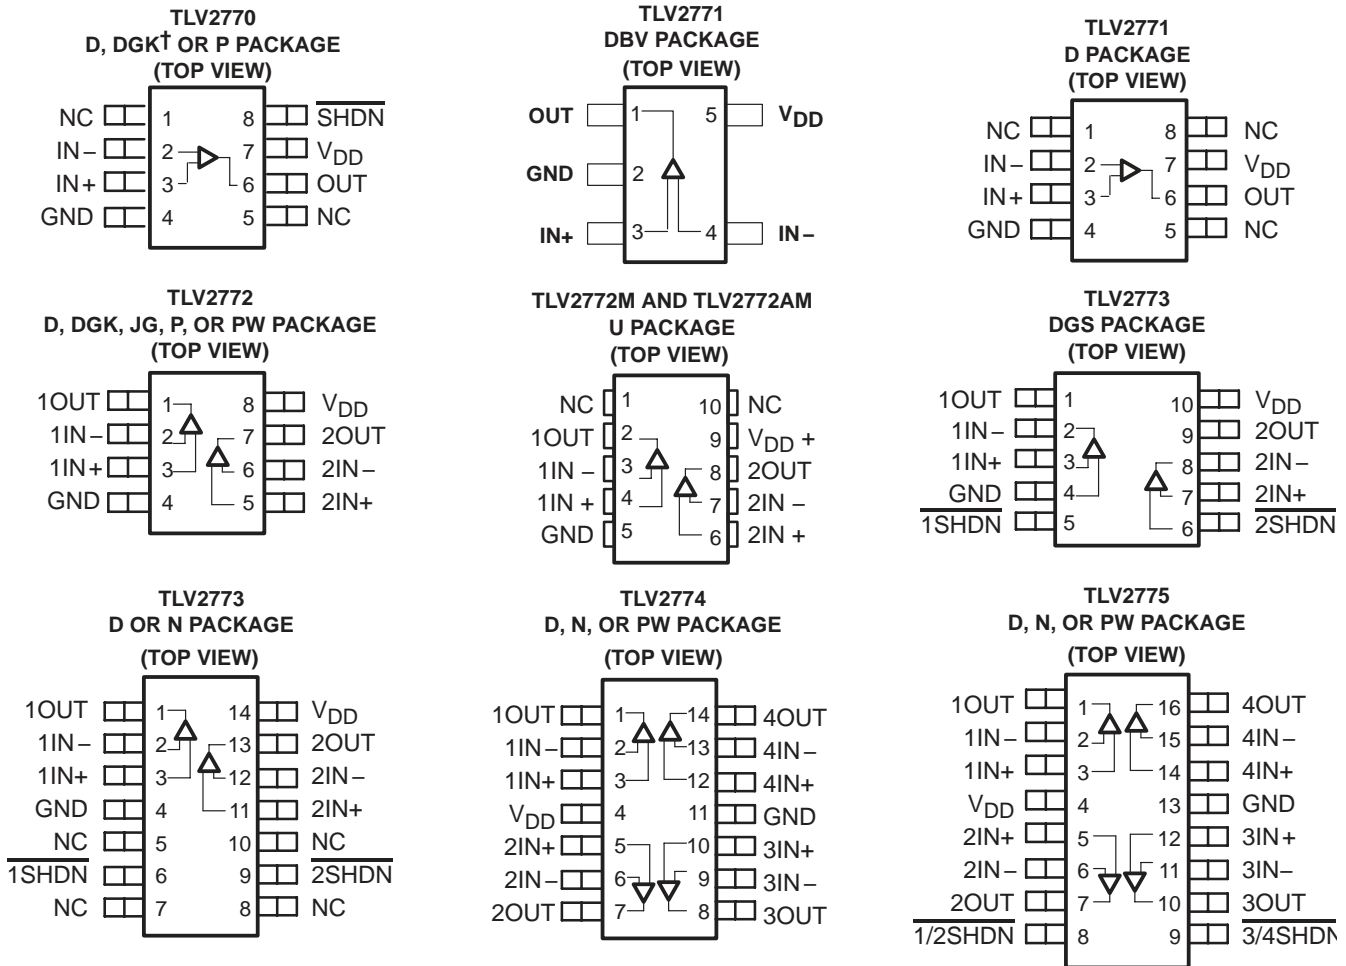 TLV2770
D, DGK† OR P PACKAGE
(TOP VIEW)
NC 1 8 SHDN
IN− 2 7 VDD
IN+ 3 6 OUT
GND 4 5 NC
TLV2771
DBV PACKAGE
(TOP VIEW)
OUT 1 5 VDD
GND 2
IN+ 3 4 IN−
TLV2771
D PACKAGE
(TOP VIEW)
NC 1 8 NC
IN− 2 7 VDD
IN+ 3 6 OUT
GND 4 5 NC
TLV2772
D, DGK, JG, P, OR PW PACKAGE
(TOP VIEW)
1OUT 1 8 VDD
1IN− 2 7 2OUT
1IN+ 3 6 2IN−
GND 4 5 2IN+
TLV2772M AND TLV2772AM
U PACKAGE
(TOP VIEW)
NC 1 10 NC
1OUT 2 9 VDD +
1IN − 3 8 2OUT
1IN + 4 7 2IN −
GND 5 6 2IN +
TLV2773
DGS PACKAGE
(TOP VIEW)
1OUT 1 10 VDD
1IN− 2 9 2OUT
1IN+ 3 8 2IN−
GND 4 7 2IN+
1SHDN 5 6 2SHDN
TLV2773
D OR N PACKAGE
(TOP VIEW)
1OUT 1 14 VDD
1IN− 2 13 2OUT
1IN+ 3 12 2IN−
GND 4 11 2IN+
NC 5 10 NC
1SHDN 6 9 2SHDN
NC 7 8 NC
TLV2774
D, N, OR PW PACKAGE
(TOP VIEW)
1OUT 1 14 4OUT
1IN− 2 13 4IN−
1IN+ 3 12 4IN+
VDD 4 11 GND
2IN+ 5 10 3IN+
2IN− 6 9 3IN−
2OUT 7 8 3OUT
TLV2775
D, N, OR PW PACKAGE
(TOP VIEW)
1OUT 1 16 4OUT
1IN− 2 15 4IN−
1IN+ 3 14 4IN+
VDD 4 13 GND
2IN+ 5 12 3IN+
2IN− 6 11 3IN−
2OUT 7 10 3OUT
1/2SHDN 8 9 3/4SHDN